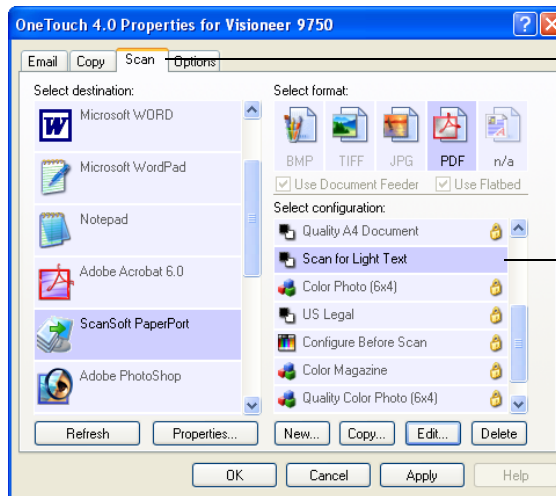 OneTouch 4.0 Properties for Visioneer 9750
Email Copy Scan Options
Select destination:
Microsoft WORD
Microsoft WordPad
Notepad
Adobe Acrobat 6.0
ScanSoft PaperPort
Adobe PhotoShop
Refresh Properties...
Select format:
BMP TIFF JPG PDF n/a
Use Document Feeder Use Flatbed
Select configuration:
Quality A4 Document
Scan for Light Text
Color Photo (6x4)
US Legal
Configure Before Scan
Color Magazine
Quality Color Photo (6x4)
New... Copy... Edit... Delete
OK Cancel Apply Help